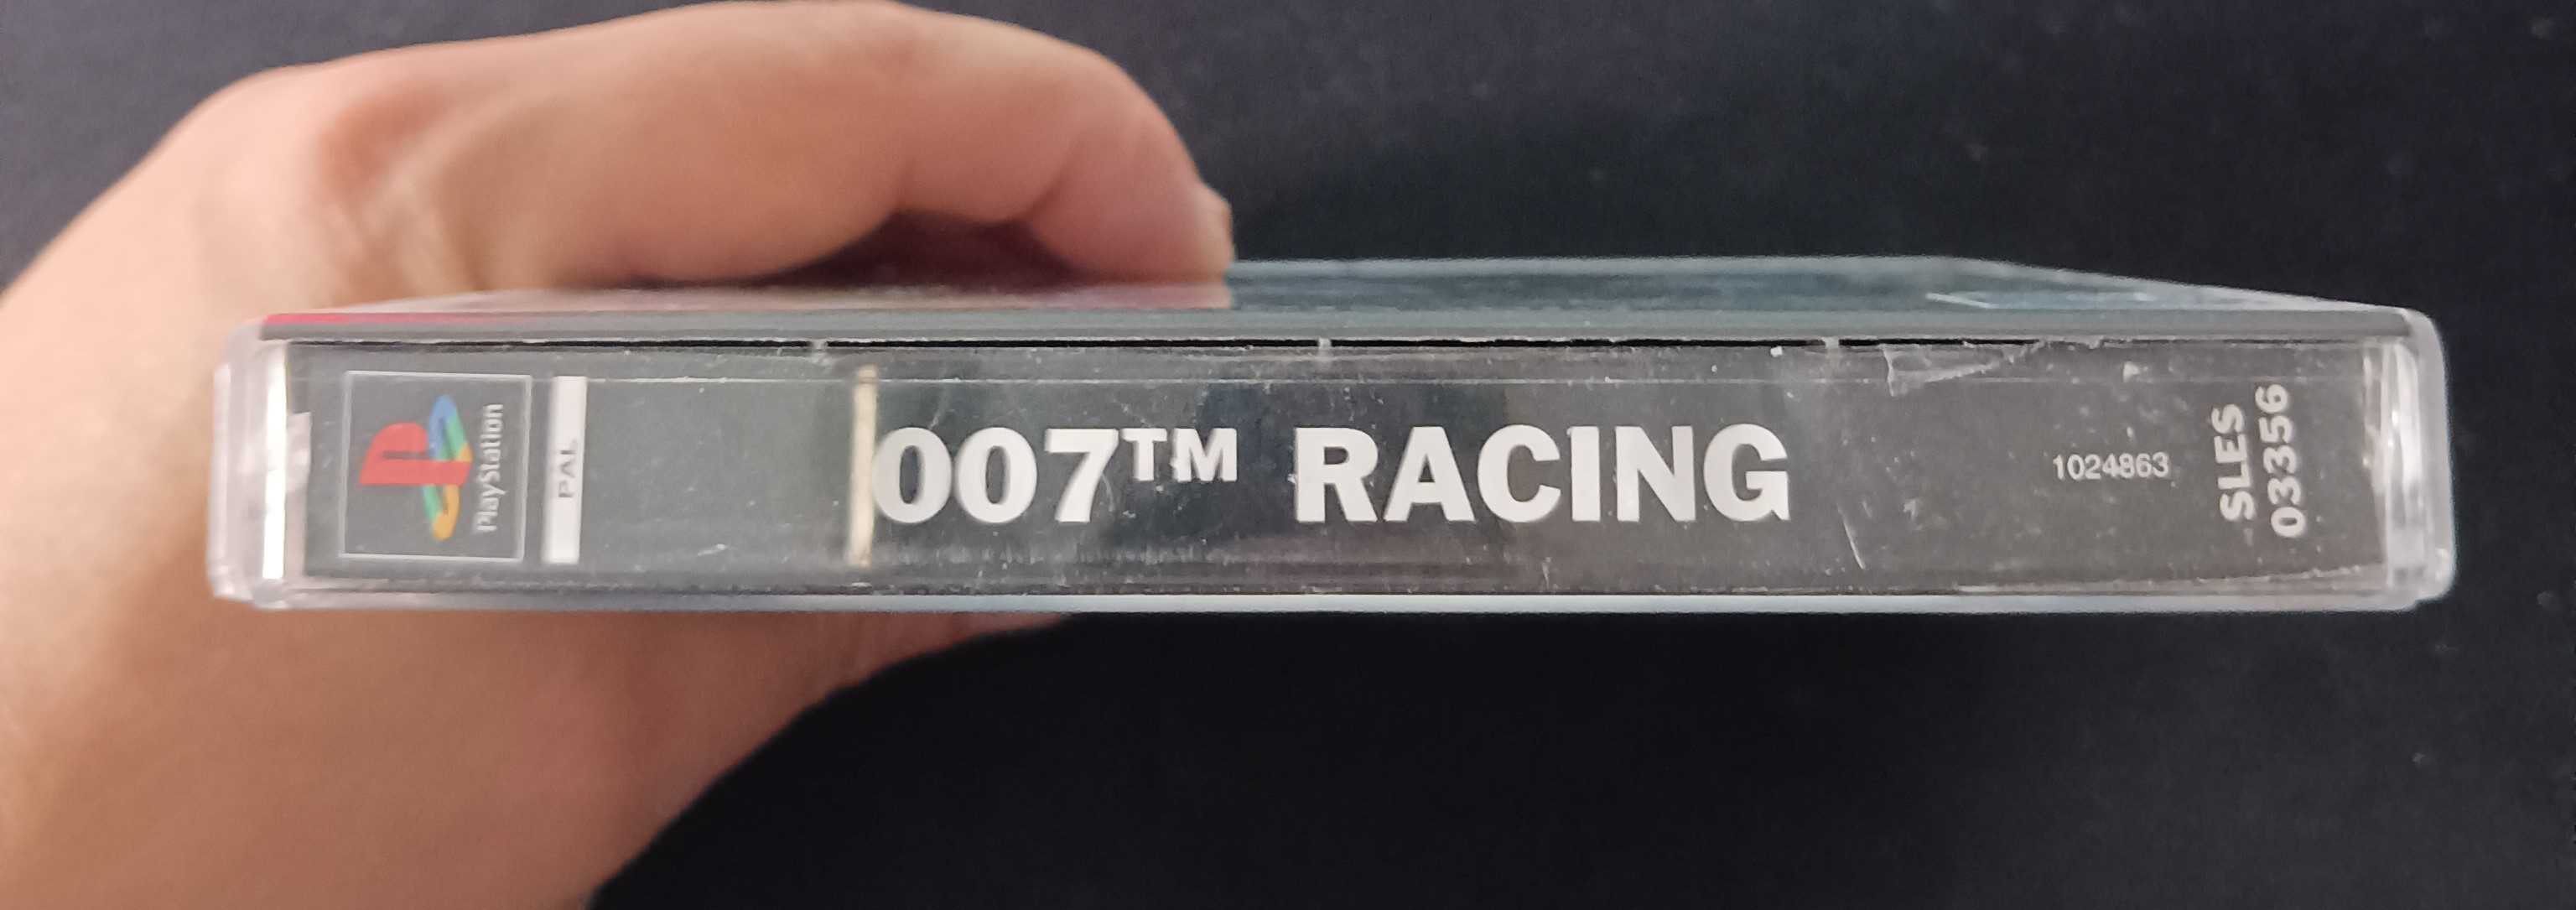 PlayStation
PAL
007™ RACING
1024863
SLES
03356